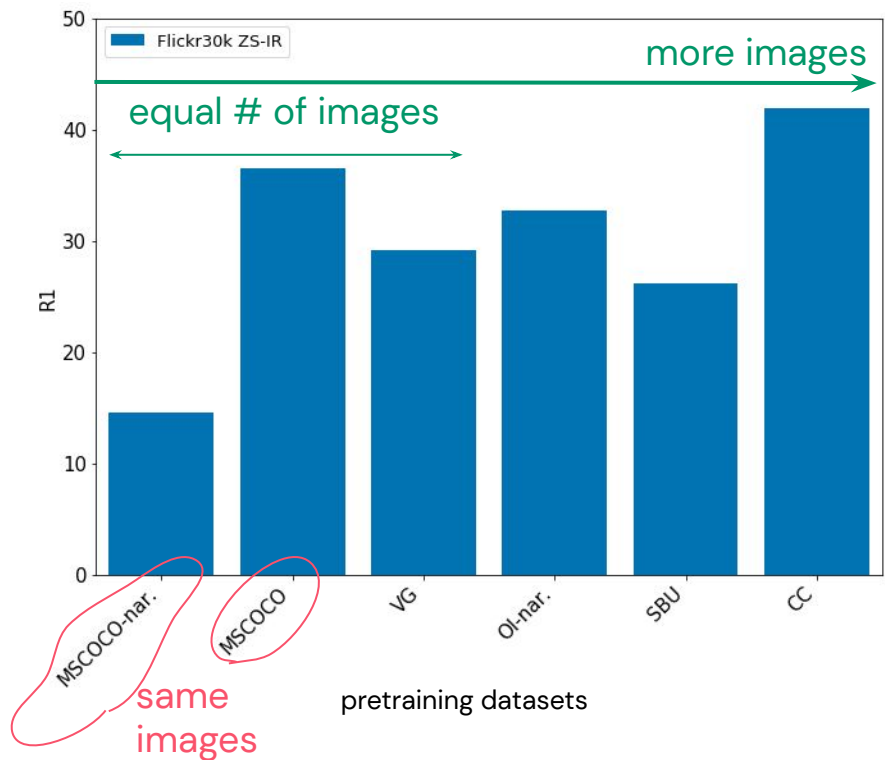 50
Flickr30k ZS-IR
more images
equal # of images
40
30
R1
20
10
0
MSCOCO-nar.
MSCOCO
VG
OI-nar.
SBU
CC
same
images
pretraining datasets